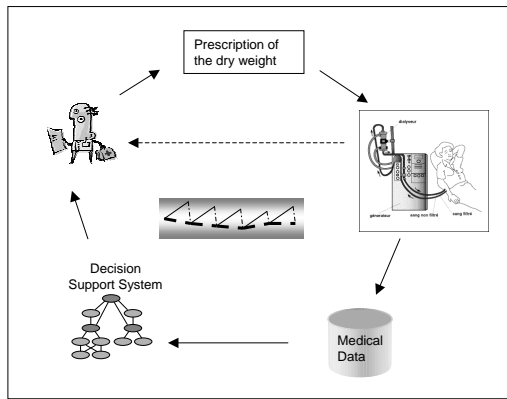 Prescription of
the dry weight
dialyseur
générateur
sang non filtré
sang filtré
Decision
Support System
Medical
Data